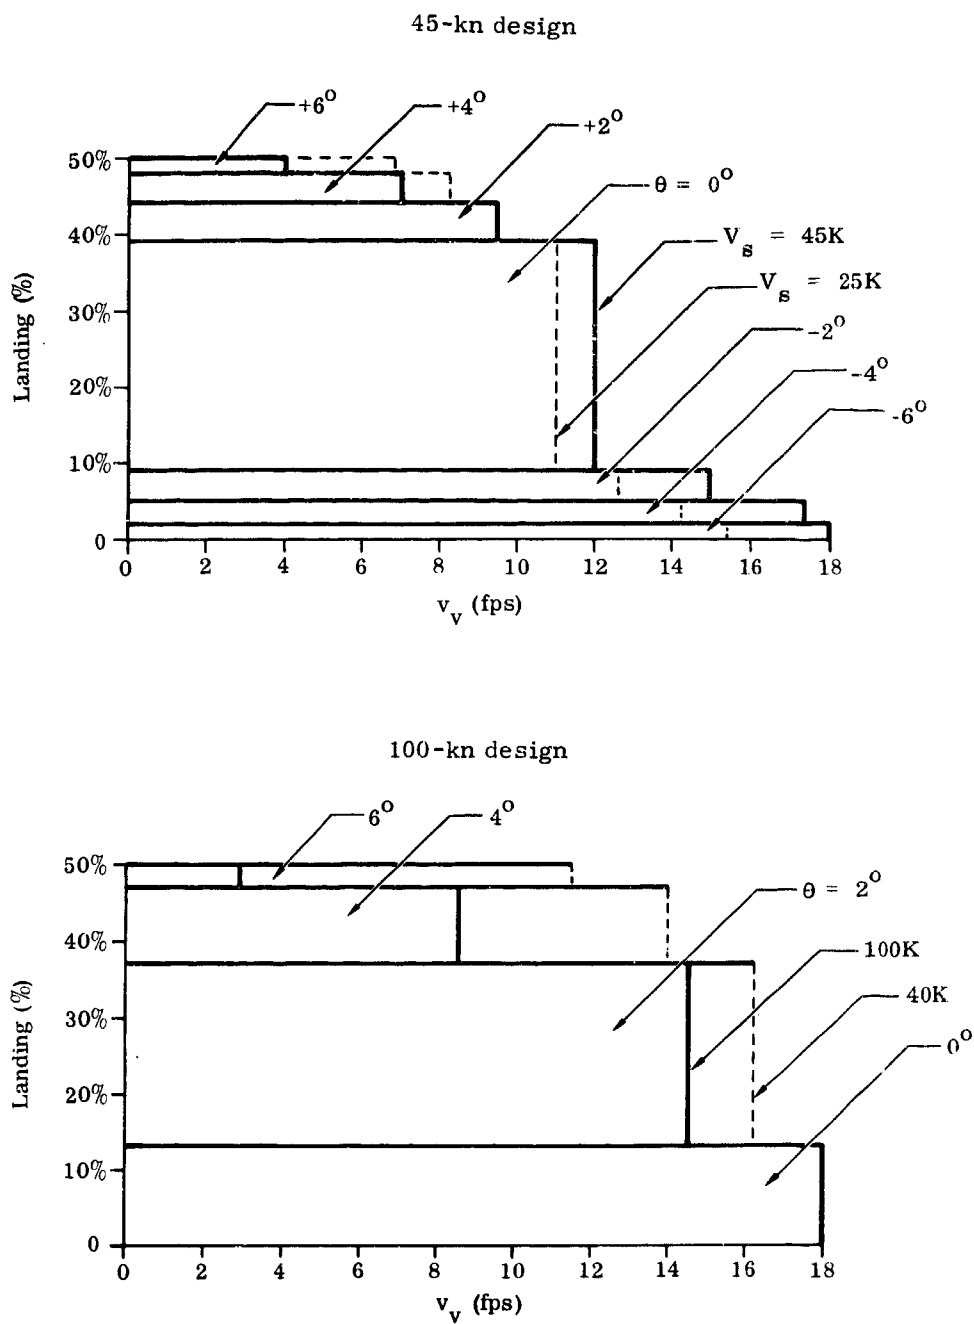 45-kn design
+6°
+4°
+2°
θ = 0°
V_s = 45K
V_s = 25K
-2°
-4°
-6°
Landing (%)
50%
40%
30%
20%
10%
0
0 2 4 6 8 10 12 14 16 18
v_v (fps)
100-kn design
6°
4°
θ = 2°
100K
40K
0°
Landing (%)
50%
40%
30%
20%
10%
0
0 2 4 6 8 10 12 14 16 18
v_v (fps)